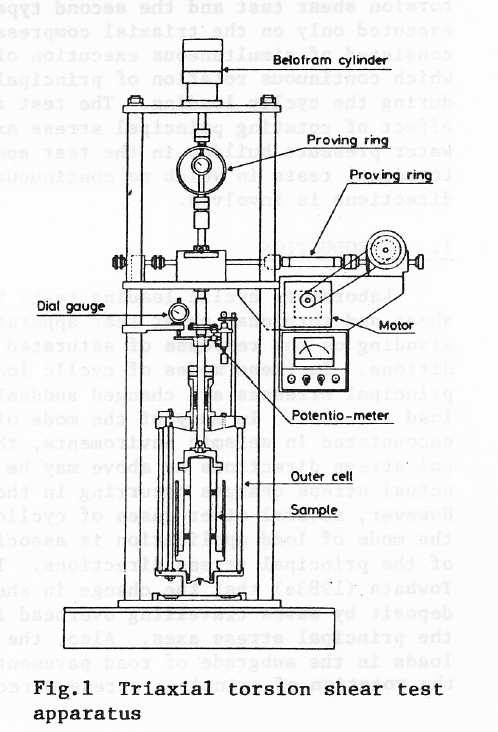 Belofram cylinder
Proving ring
Proving ring
Dial gauge
Motor
Potentio-meter
Outer cell
Sample
Fig.1 Triaxial torsion shear test
apparatus